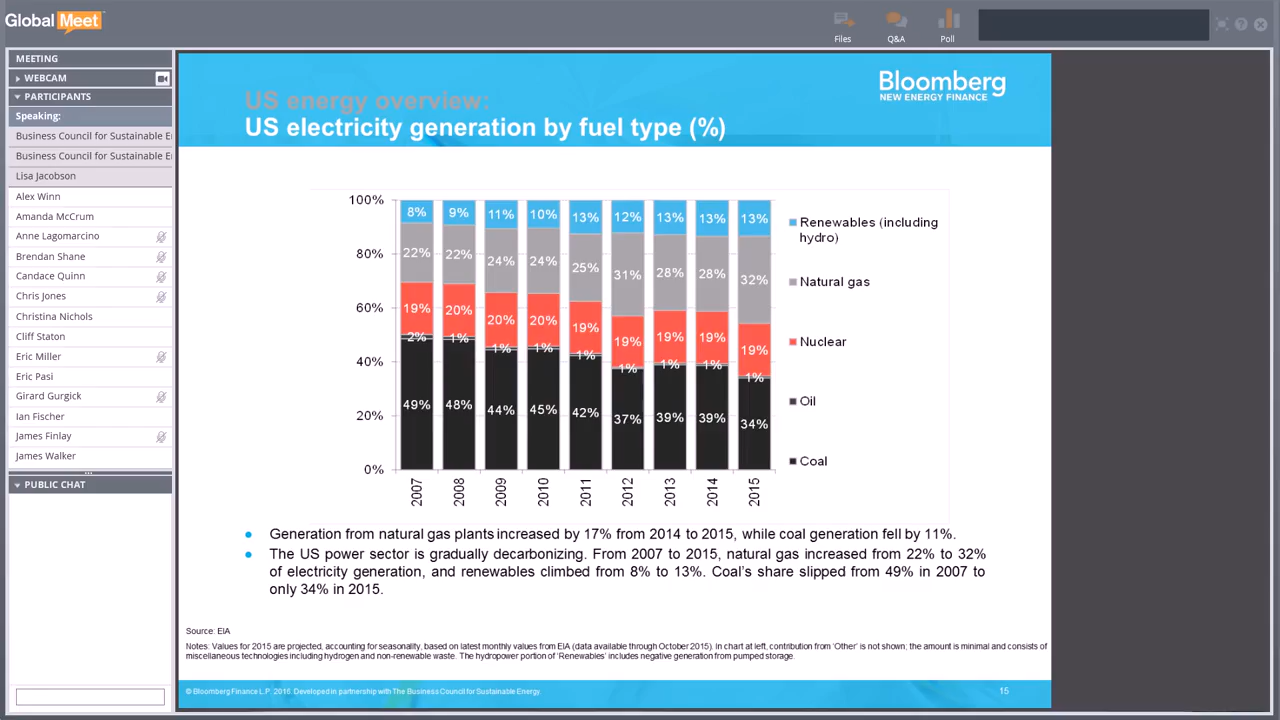 Global Meet
Files
Q&A
Poll
MEETING
WEBCAM
PARTICIPANTS
Speaking:
Business Council for Sustainable E
Business Council for Sustainable E
Lisa Jacobson
Alex Winn
Amanda McCrum
Anne Lagomarcino
Brendan Shane
Candace Quinn
Chris Jones
Christina Nichols
Cliff Staton
Eric Miller
Eric Pasi
Girard Gurgick
Ian Fischer
James Finlay
James Walker
PUBLIC CHAT
US energy overview:
US electricity generation by fuel type (%)
Bloomberg
NEW ENERGY FINANCE
100%
80%
60%
40%
20%
0%
8% 9% 11% 10% 13% 12% 13% 13% 13%
22% 22% 24% 24% 25% 31% 28% 28% 32%
19% 20% 20% 20% 19% 19% 19% 19% 19%
2% 1% 1% 1% 1% 1% 1% 1% 1%
49% 48% 44% 45% 42% 37% 39% 39% 34%
2007 2008 2009 2010 2011 2012 2013 2014 2015
Renewables (including
hydro)
Natural gas
Nuclear
Oil
Coal
• Generation from natural gas plants increased by 17% from 2014 to 2015, while coal generation fell by 11%.
• The US power sector is gradually decarbonizing. From 2007 to 2015, natural gas increased from 22% to 32%
of electricity generation, and renewables climbed from 8% to 13%. Coal's share slipped from 49% in 2007 to
only 34% in 2015.
Source: EIA
Notes: Values for 2015 are projected, accounting for seasonality, based on latest monthly values from EIA (data available through October 2015). In chart at left, contribution from 'Other' is not shown; the amount is minimal and consists of
miscellaneous technologies including hydrogen and non-renewable waste. The hydropower portion of 'Renewables' includes negative generation from pumped storage.
© Bloomberg Finance L.P. 2016. Developed in partnership with The Business Council for Sustainable Energy.
15